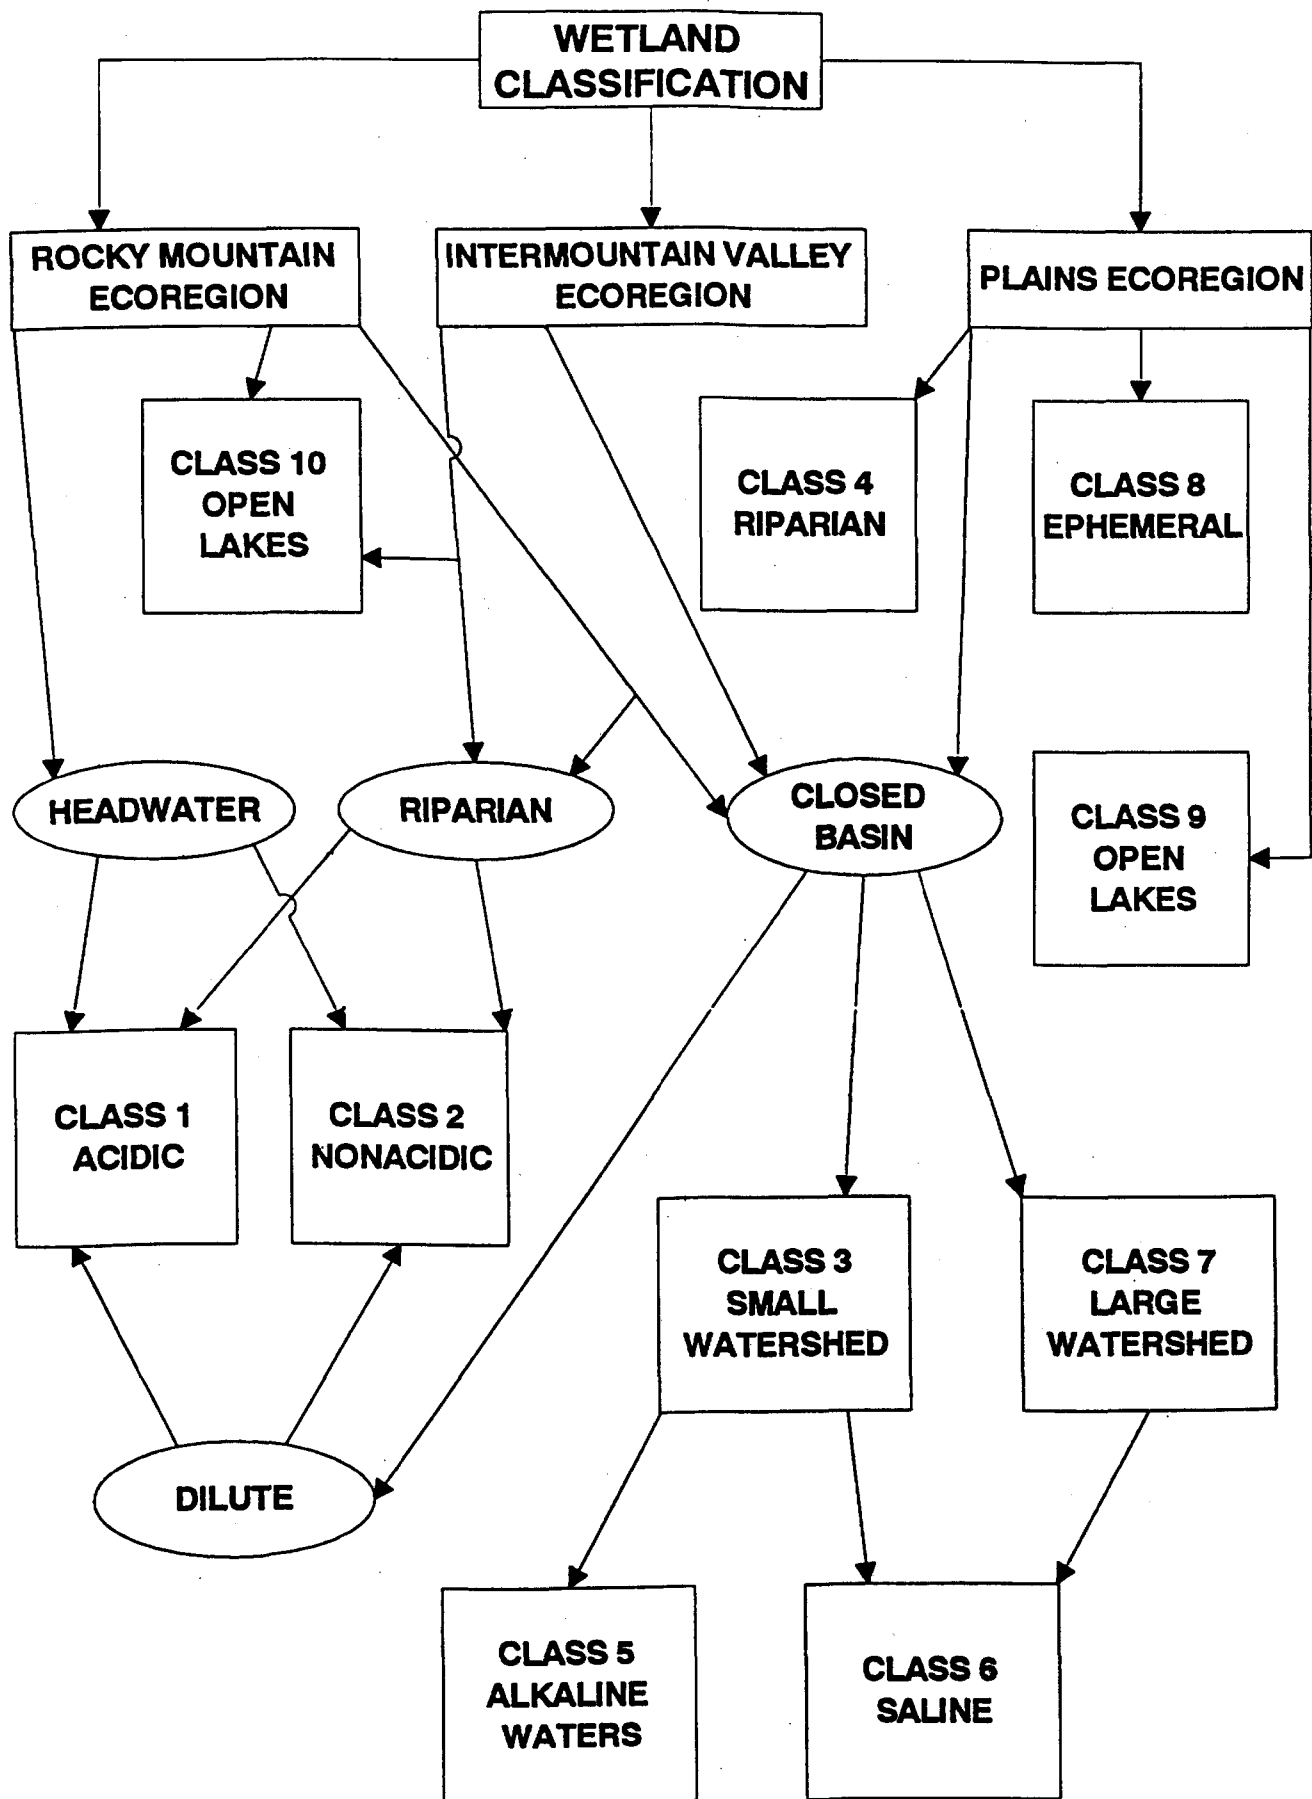 WETLAND
CLASSIFICATION
ROCKY MOUNTAIN
ECOREGION
INTERMOUNTAIN VALLEY
ECOREGION
PLAINS ECOREGION
CLASS 10
OPEN
LAKES
CLASS 4
RIPARIAN
CLASS 8
EPHEMERAL
HEADWATER
RIPARIAN
CLOSED
BASIN
CLASS 9
OPEN
LAKES
CLASS 1
ACIDIC
CLASS 2
NONACIDIC
CLASS 3
SMALL
WATERSHED
CLASS 7
LARGE
WATERSHED
DILUTE
CLASS 5
ALKALINE
WATERS
CLASS 6
SALINE